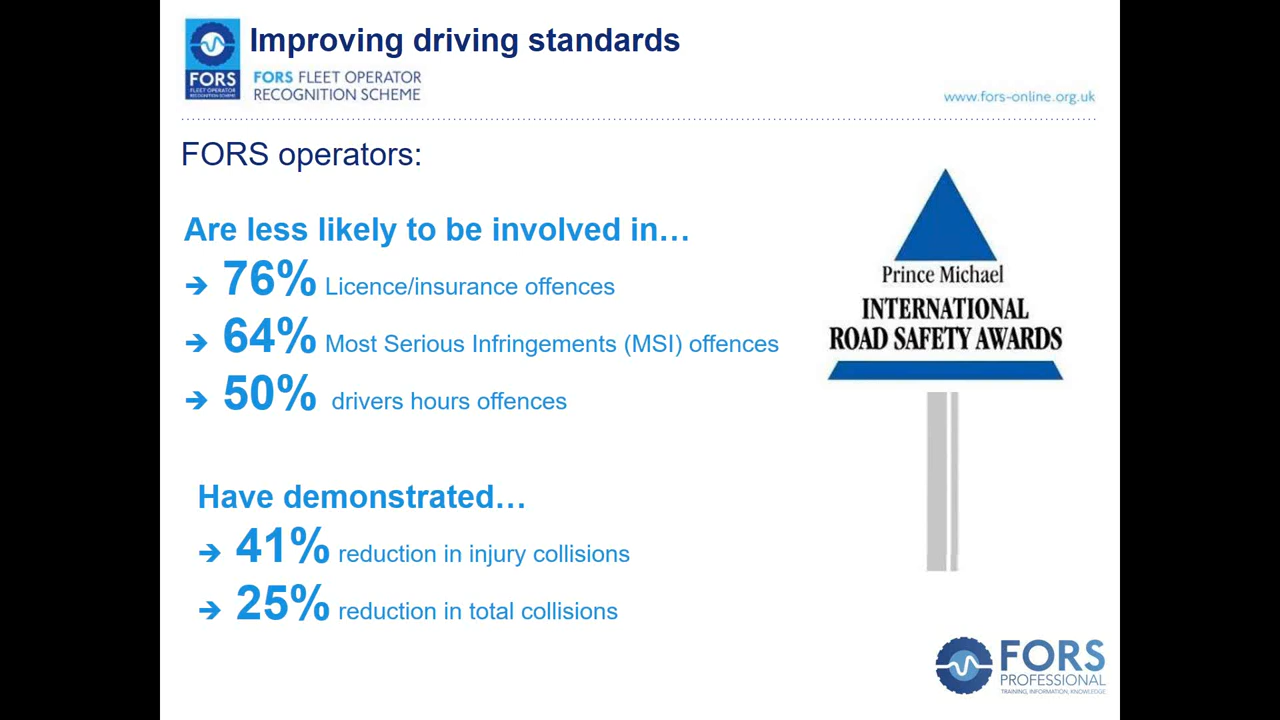 Improving driving standards
FORS
FLEET OPERATOR
RECOGNITION SCHEME
FORS FLEET OPERATOR
RECOGNITION SCHEME
www.fors-online.org.uk
FORS operators:
Are less likely to be involved in…
➔ 76% Licence/insurance offences
➔ 64% Most Serious Infringements (MSI) offences
➔ 50% drivers hours offences
Prince Michael
INTERNATIONAL
ROAD SAFETY AWARDS
Have demonstrated…
➔ 41% reduction in injury collisions
➔ 25% reduction in total collisions
FORS
PROFESSIONAL
TRAINING, INFORMATION, KNOWLEDGE